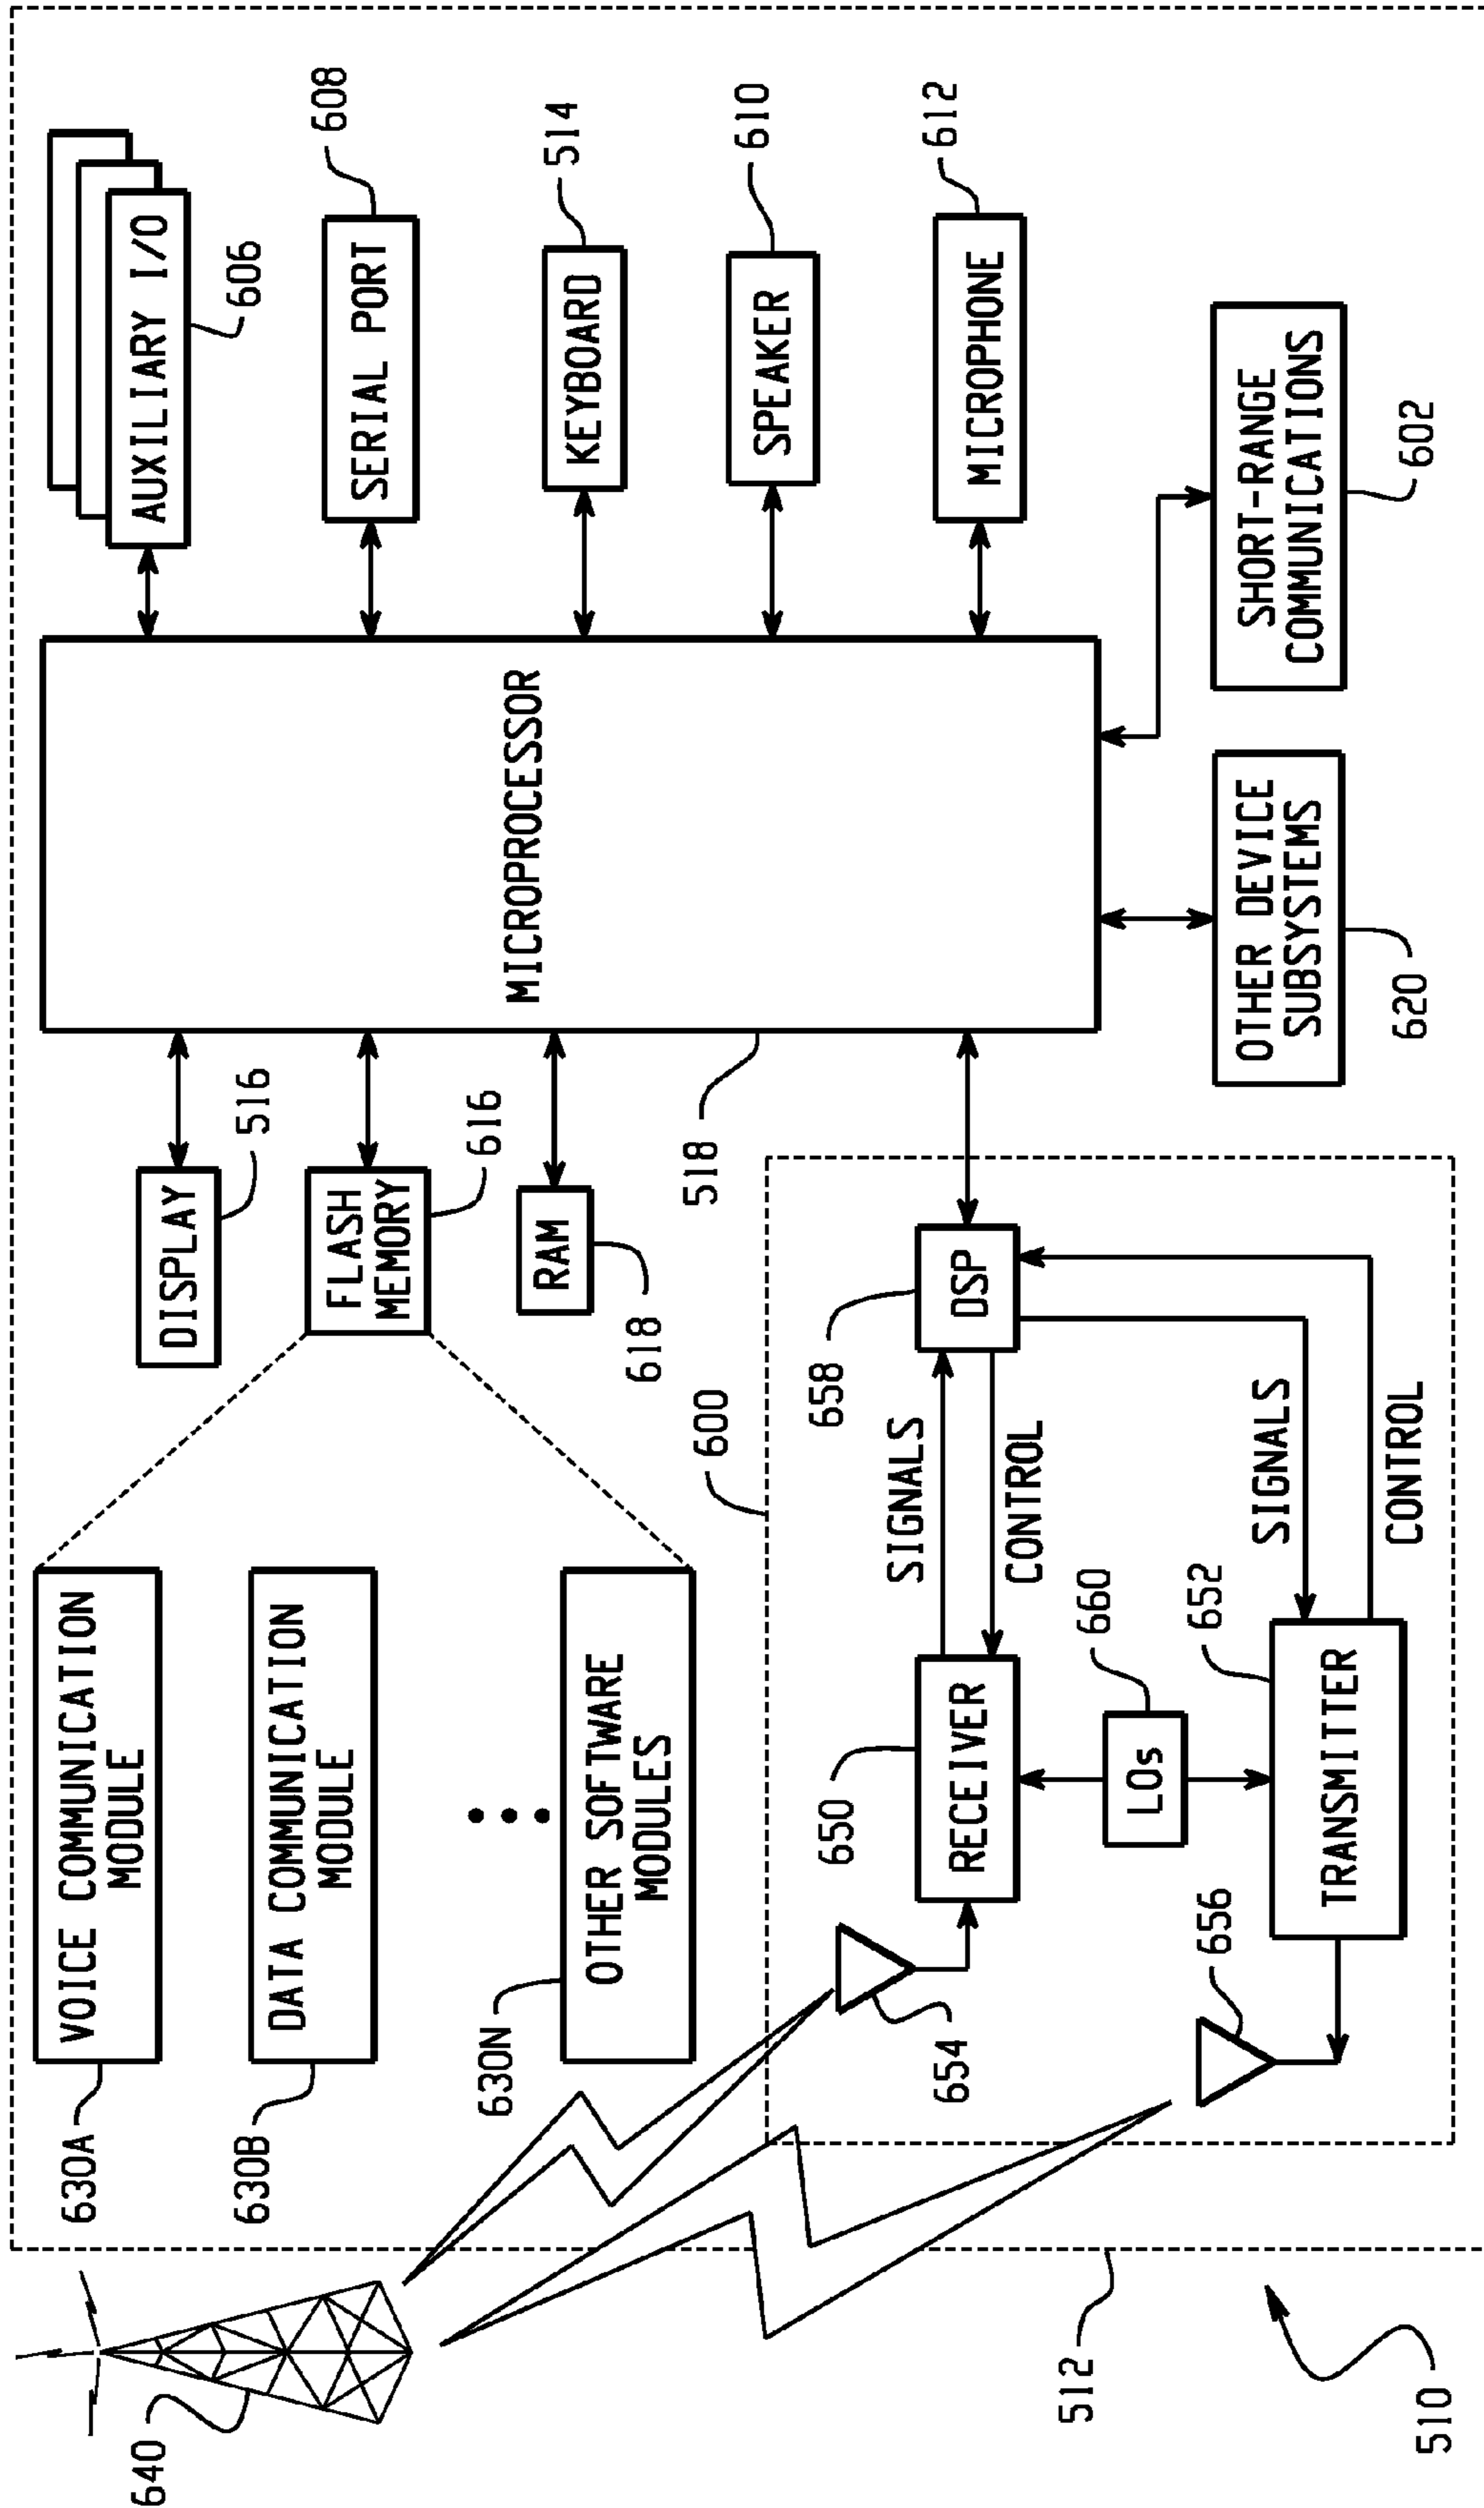 640
510
512
630A
VOICE COMMUNICATION
MODULE
630B
DATA COMMUNICATION
MODULE
630N
OTHER SOFTWARE
MODULES
DISPLAY
516
FLASH
MEMORY
616
RAM
618
518
MICROPROCESSOR
AUXILIARY I/O
606
SERIAL PORT
608
KEYBOARD
514
SPEAKER
610
MICROPHONE
612
SHORT-RANGE
COMMUNICATIONS
602
OTHER DEVICE
SUBSYSTEMS
620
600
658
DSP
SIGNALS
CONTROL
650
RECEIVER
654
660
LOs
652
TRANSMITTER
656
SIGNALS
CONTROL